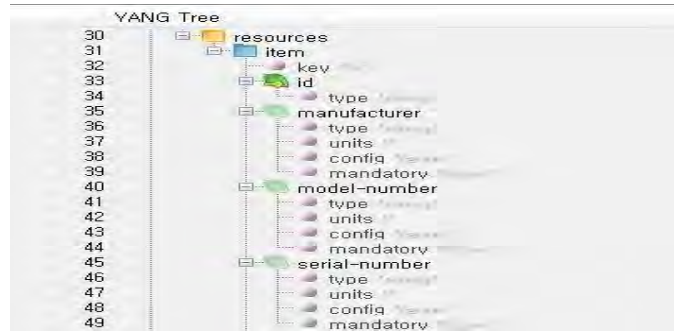 YANG Tree
30 resources
31 item
32 key
33 id
34 type
35 manufacturer
36 type
37 units
38 config
39 mandatory
40 model-number
41 type
42 units
43 config
44 mandatory
45 serial-number
46 type
47 units
48 config
49 mandatory